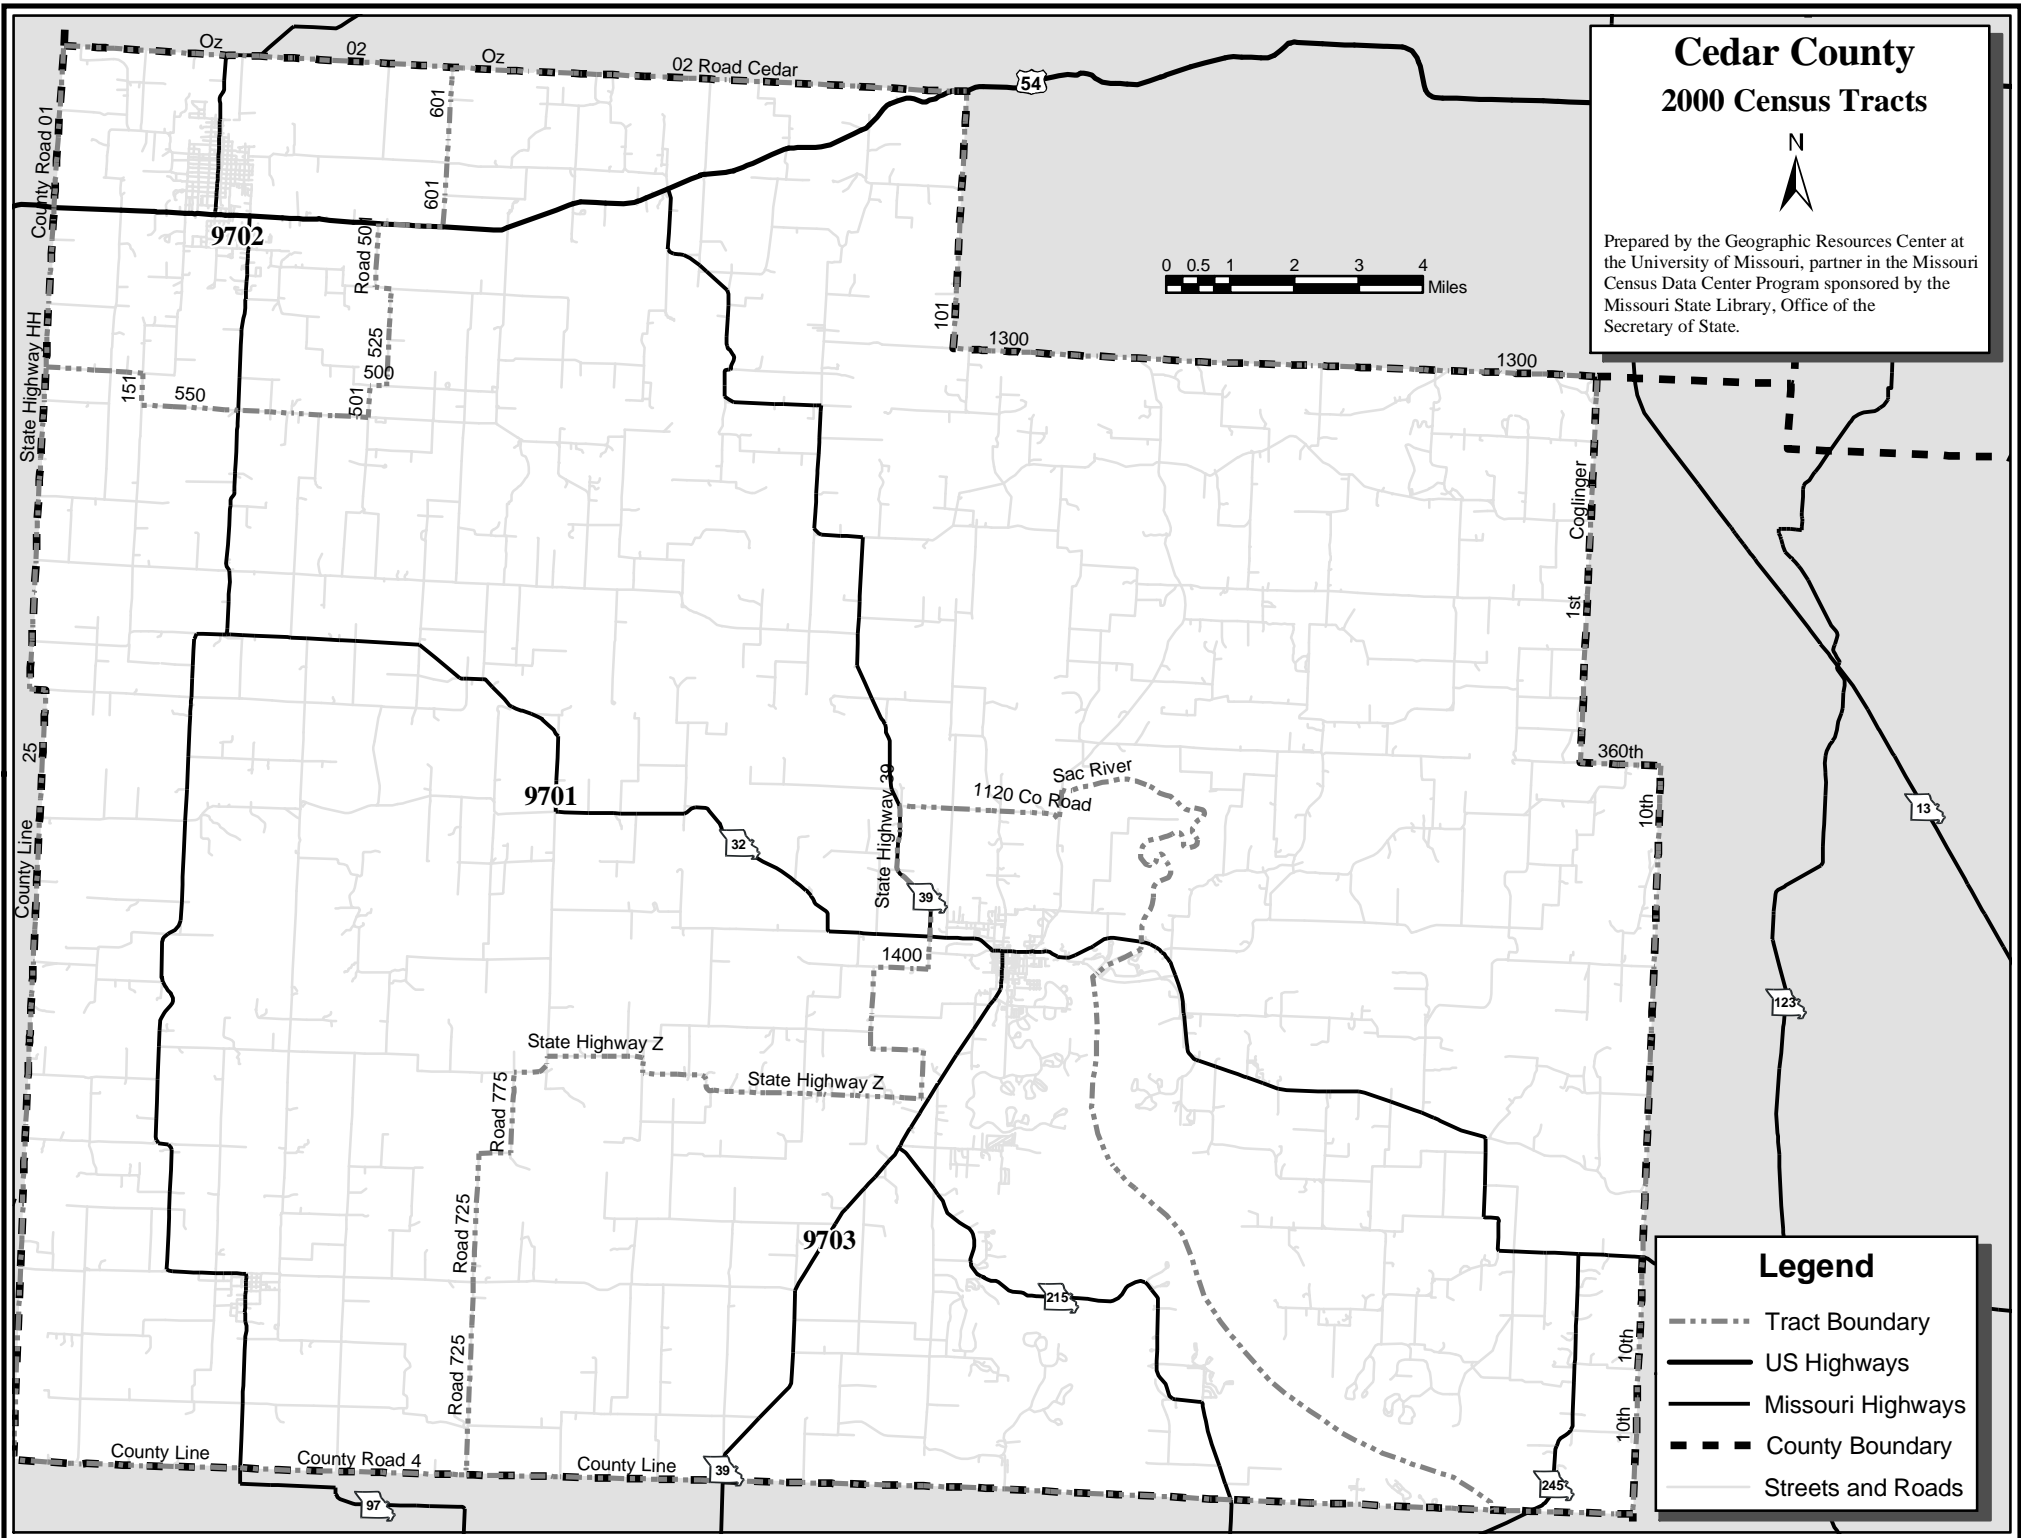 Cedar County
2000 Census Tracts
N
Prepared by the Geographic Resources Center at
the University of Missouri, partner in the Missouri
Census Data Center Program sponsored by the
Missouri State Library, Office of the
Secretary of State.
0 0.5 1 2 3 4
Miles
Oz
02
Oz
02 Road Cedar
54
601
601
County Road 01
9702
Road 501
525
500
501
550
151
State Highway HH
101
1300
1300
Coglinger
1st
360th
10th
13
123
25
County Line
9701
32
State Highway 39
39
1120 Co Road
Sac River
1400
State Highway Z
State Highway Z
Road 775
Road 725
Road 725
9703
215
10th
10th
245
County Line
County Road 4
County Line
39
97
Legend
Tract Boundary
US Highways
Missouri Highways
County Boundary
Streets and Roads